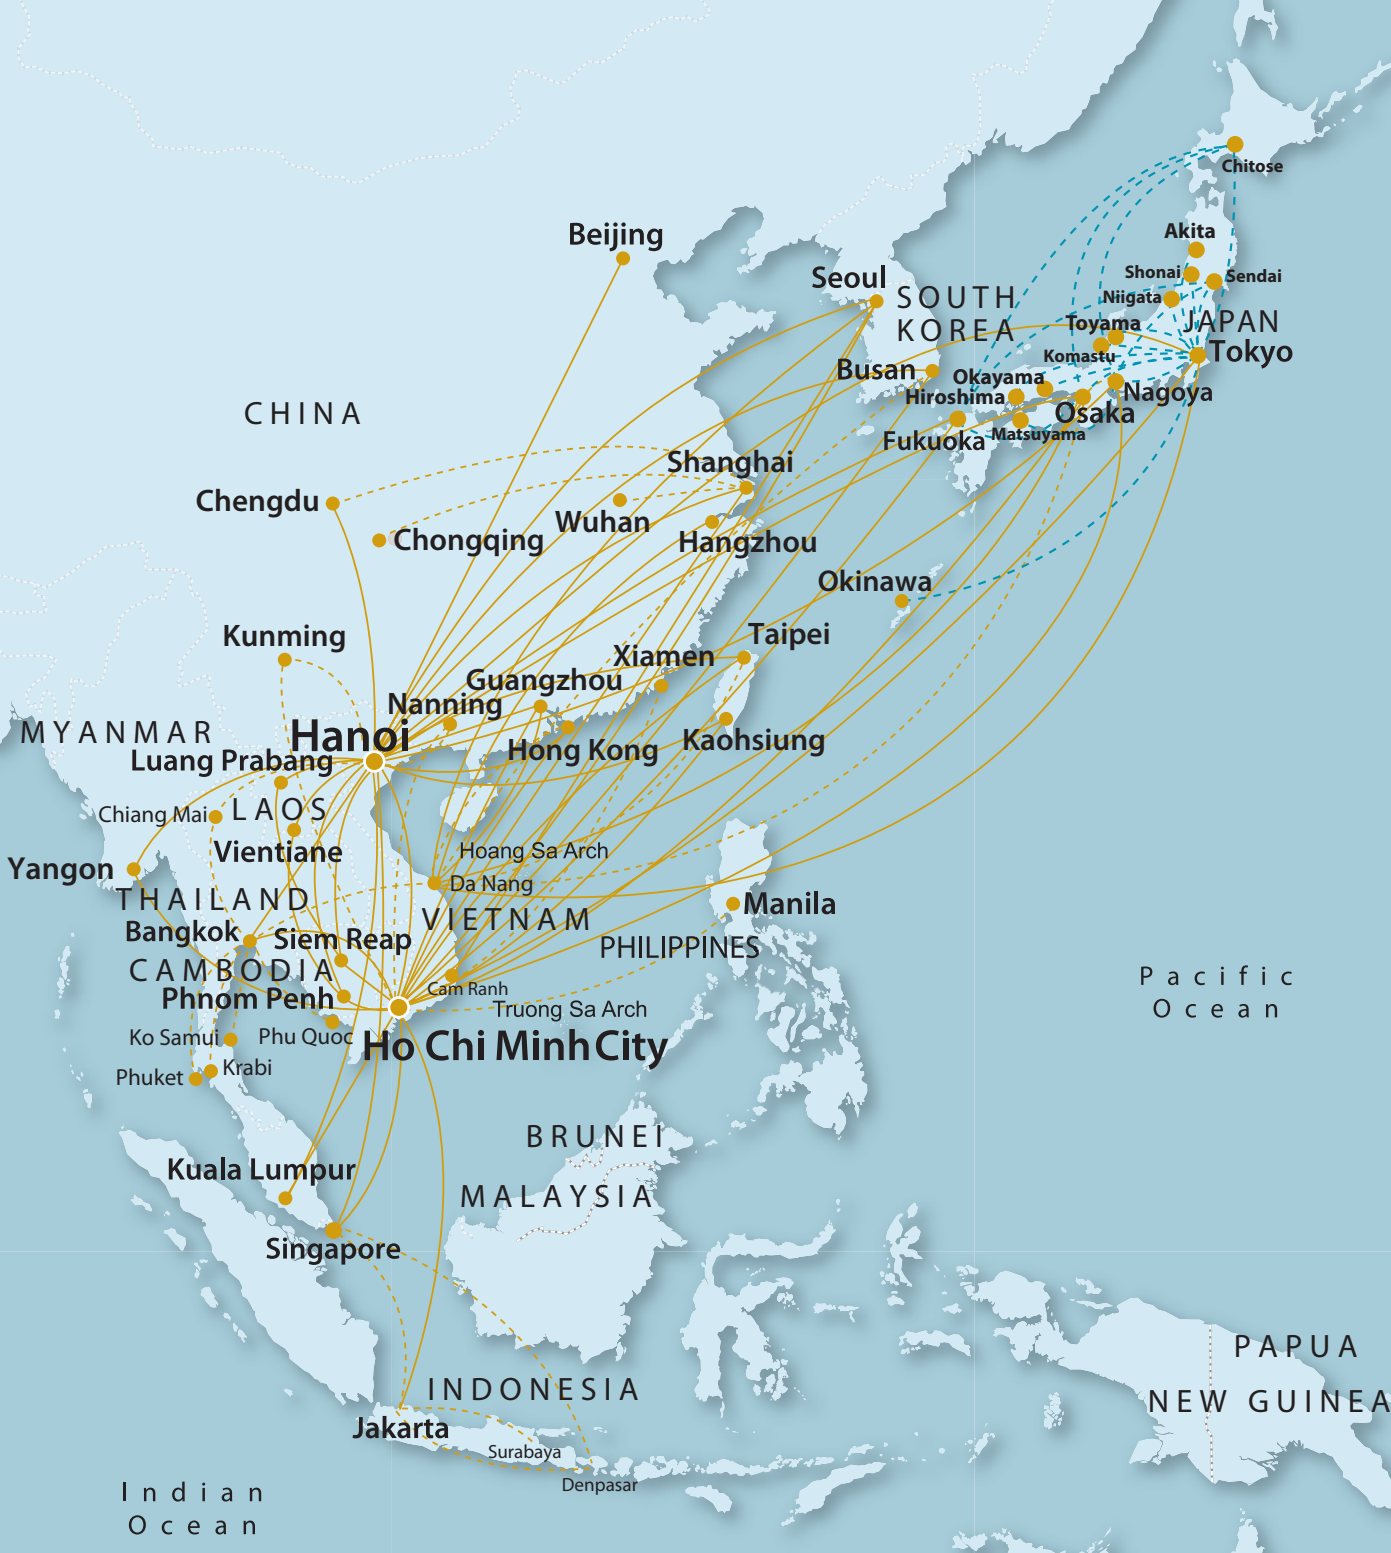 Chitose
Akita
Beijing
Shonai
Sendai
Seoul
SOUTH
KOREA
Niigata
JAPAN
Toyama
Tokyo
Komastu
Busan
Okayama
Hiroshima
Nagoya
Osaka
CHINA
Fukuoka
Matsuyama
Shanghai
Chengdu
Wuhan
Chongqing
Hangzhou
Okinawa
Kunming
Taipei
Xiamen
Guangzhou
Nanning
MYANMAR
Hanoi
Hong Kong
Kaohsiung
Luang Prabang
Chiang Mai
LAOS
Vientiane
Hoang Sa Arch
Yangon
Da Nang
THAILAND
Manila
VIETNAM
Bangkok
Siem Reap
PHILIPPINES
CAMBODIA
Pacific
Ocean
Phnom Penh
Cam Ranh
Truong Sa Arch
Ko Samui
Phu Quoc
Ho Chi Minh City
Krabi
Phuket
BRUNEI
Kuala Lumpur
MALAYSIA
Singapore
PAPUA
NEW GUINEA
INDONESIA
Jakarta
Surabaya
Denpasar
Indian
Ocean